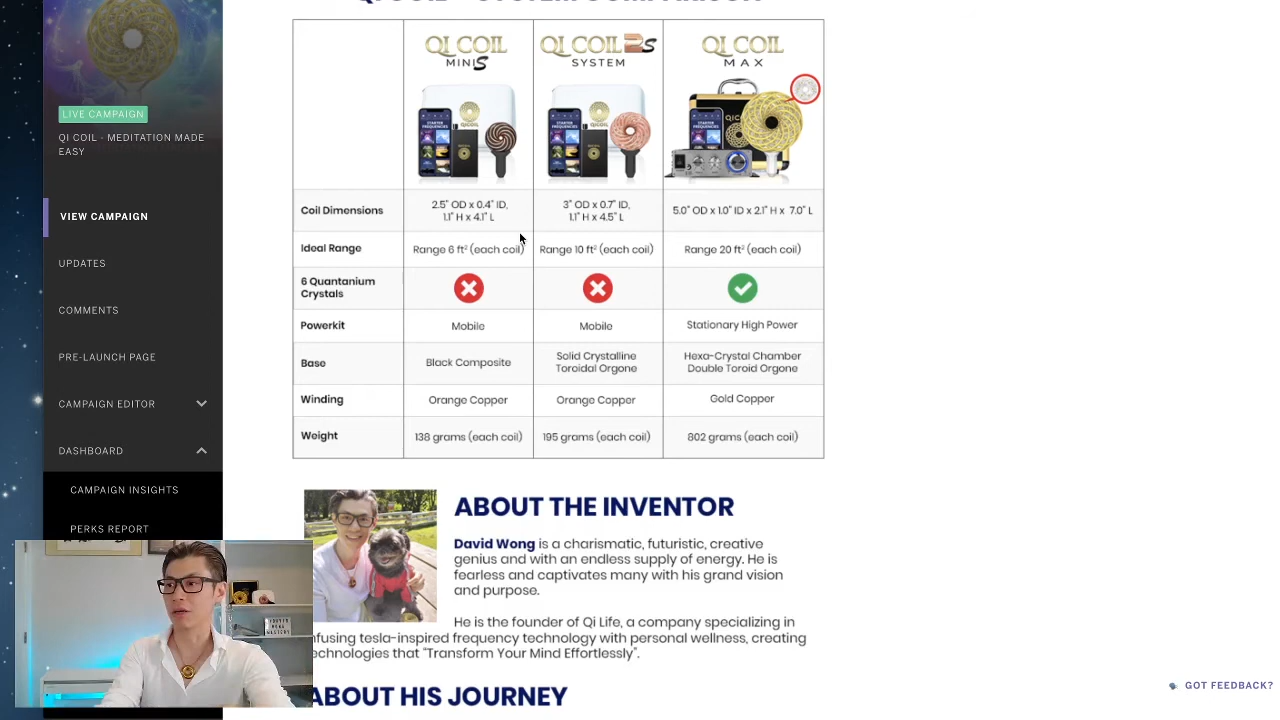 LIVE CAMPAIGN
QI COIL - MEDITATION MADE
EASY
VIEW CAMPAIGN
UPDATES
COMMENTS
PRE-LAUNCH PAGE
CAMPAIGN EDITOR
DASHBOARD
CAMPAIGN INSIGHTS
PERKS REPORT
QI COIL
MINI S
QI COIL 2S
SYSTEM
QI COIL
MAX
Coil Dimensions
2.5" OD x 0.4" ID,
1.1" H x 4.1" L
3" OD x 0.7" ID,
1.1" H x 4.5" L
5.0" OD x 1.0" ID x 2.1" H x 7.0" L
Ideal Range
Range 6 ft² (each coil)
Range 10 ft² (each coil)
Range 20 ft² (each coil)
6 Quantanium
Crystals
Powerkit
Mobile
Mobile
Stationary High Power
Base
Black Composite
Solid Crystalline
Toroidal Orgone
Hexa-Crystal Chamber
Double Toroid Orgone
Winding
Orange Copper
Orange Copper
Gold Copper
Weight
138 grams (each coil)
195 grams (each coil)
802 grams (each coil)
ABOUT THE INVENTOR
David Wong is a charismatic, futuristic, creative
genius and with an endless supply of energy. He is
fearless and captivates many with his grand vision
and purpose.
He is the founder of Qi Life, a company specializing in
nfusing tesla-inspired frequency technology with personal wellness, creating
echnologies that "Transform Your Mind Effortlessly".
ABOUT HIS JOURNEY
GOT FEEDBACK?